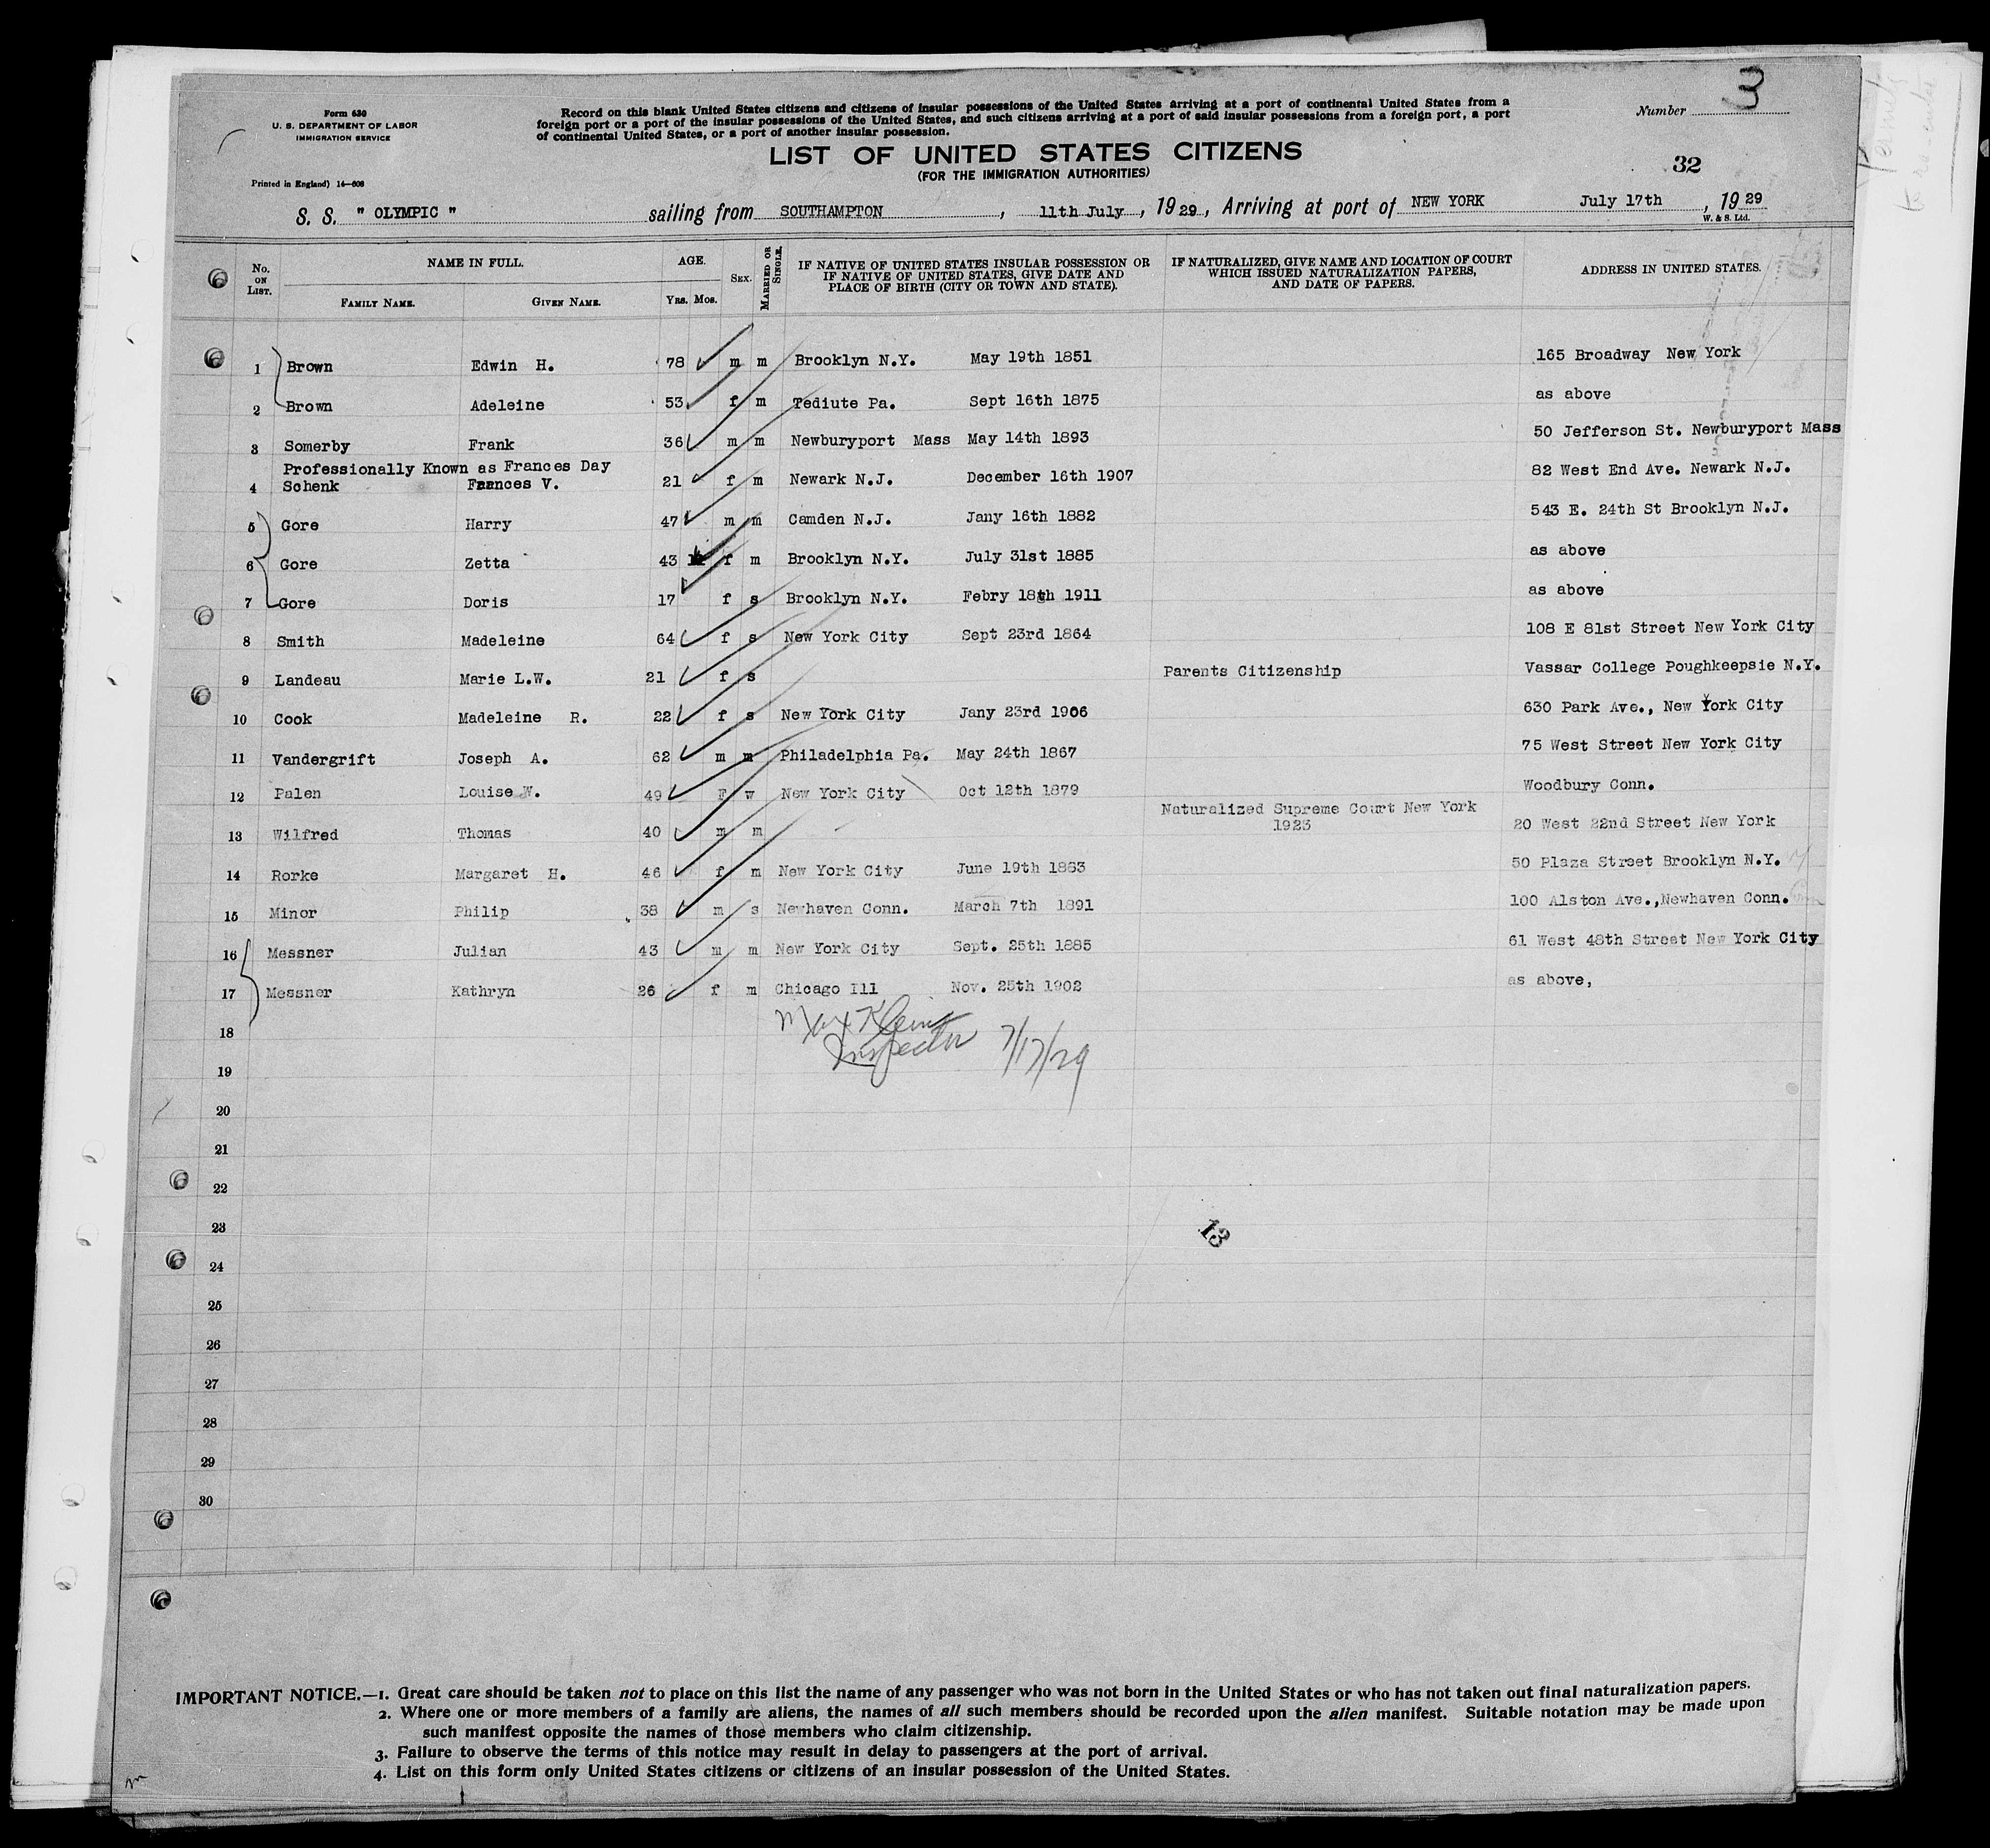 Form 630
U. S. DEPARTMENT OF LABOR
IMMIGRATION SERVICE
Printed in England) 14—608
Record on this blank United States citizens and citizens of insular possessions of the United States arriving at a port of continental United States from a
foreign port or a port of the insular possessions of the United States, and such citizens arriving at a port of said insular possessions from a foreign port, a port
of continental United States, or a port of another insular possession.
Number 3
LIST OF UNITED STATES CITIZENS
(FOR THE IMMIGRATION AUTHORITIES)
32
S. S. " OLYMPIC " sailing from SOUTHAMPTON, 11th July, 1929, Arriving at port of NEW YORK July 17th, 1929
W. & S. Ltd.
No. ON LIST. NAME IN FULL. FAMILY NAME. GIVEN NAME. AGE. Yrs. Mos. SEX. MARRIED OR SINGLE. IF NATIVE OF UNITED STATES INSULAR POSSESSION OR IF NATIVE OF UNITED STATES, GIVE DATE AND PLACE OF BIRTH (CITY OR TOWN AND STATE). IF NATURALIZED, GIVE NAME AND LOCATION OF COURT WHICH ISSUED NATURALIZATION PAPERS, AND DATE OF PAPERS. ADDRESS IN UNITED STATES.
1 Brown Edwin H. 78 m m Brooklyn N.Y. May 19th 1851 165 Broadway New York
2 Brown Adeleine 53 f m Tediute Pa. Sept 16th 1875 as above
3 Somerby Frank 36 m m Newburyport Mass May 14th 1893 50 Jefferson St. Newburyport Mass
Professionally Known as Frances Day
4 Schenk Frances V. 21 f m Newark N.J. December 16th 1907 82 West End Ave. Newark N.J.
5 Gore Harry 47 m m Camden N.J. Jany 16th 1882 543 E. 24th St Brooklyn N.J.
6 Gore Zetta 43 f m Brooklyn N.Y. July 31st 1885 as above
7 Gore Doris 17 f s Brooklyn N.Y. Febry 18th 1911 as above
8 Smith Madeleine 64 f s New York City Sept 23rd 1864 108 E 81st Street New York City
9 Landeau Marie L.W. 21 f s Parents Citizenship Vassar College Poughkeepsie N.Y.
10 Cook Madeleine R. 22 f s New York City Jany 23rd 1906 630 Park Ave., New York City
11 Vandergrift Joseph A. 62 m m Philadelphia Pa. May 24th 1867 75 West Street New York City
12 Palen Louise W. 49 F w New York City Oct 12th 1879 Woodbury Conn.
13 Wilfred Thomas 40 m m Naturalized Supreme Court New York 1923 20 West 22nd Street New York
14 Rorke Margaret H. 46 f m New York City June 19th 1883 50 Plaza Street Brooklyn N.Y.
15 Minor Philip 38 m s Newhaven Conn. March 7th 1891 100 Alston Ave.,Newhaven Conn.
16 Messner Julian 43 m m New York City Sept. 25th 1885 61 West 48th Street New York City
17 Messner Kathryn 26 f m Chicago Ill Nov. 25th 1902 as above,
18 Max Klein
Inspector 7/17/29
19
20
21
22
23
13
24
25
26
27
28
29
30
IMPORTANT NOTICE.—1. Great care should be taken not to place on this list the name of any passenger who was not born in the United States or who has not taken out final naturalization papers.
2. Where one or more members of a family are aliens, the names of all such members should be recorded upon the alien manifest. Suitable notation may be made upon
such manifest opposite the names of those members who claim citizenship.
3. Failure to observe the terms of this notice may result in delay to passengers at the port of arrival.
4. List on this form only United States citizens or citizens of an insular possession of the United States.